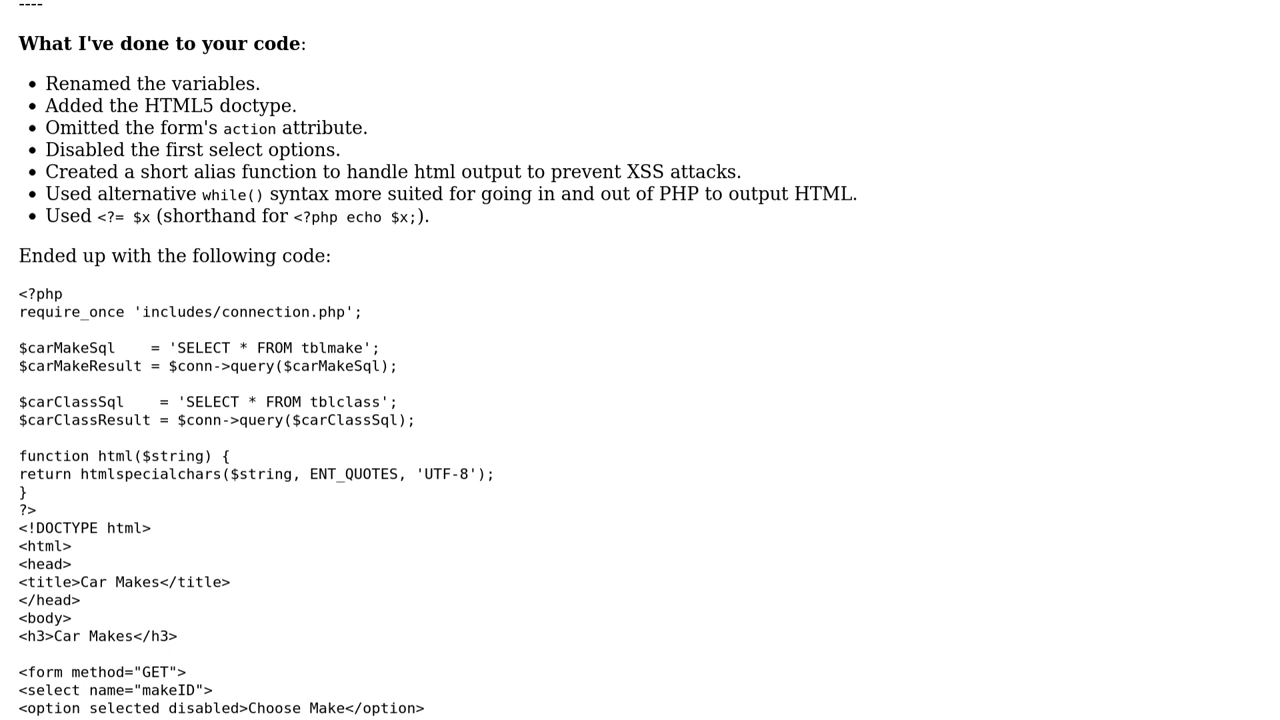 ----
What I've done to your code:
• Renamed the variables.
• Added the HTML5 doctype.
• Omitted the form's action attribute.
• Disabled the first select options.
• Created a short alias function to handle html output to prevent XSS attacks.
• Used alternative while() syntax more suited for going in and out of PHP to output HTML.
• Used <?= $x (shorthand for <?php echo $x;).
Ended up with the following code:
<?php
require_once 'includes/connection.php';
$carMakeSql    = 'SELECT * FROM tblmake';
$carMakeResult = $conn->query($carMakeSql);
$carClassSql    = 'SELECT * FROM tblclass';
$carClassResult = $conn->query($carClassSql);
function html($string) {
return htmlspecialchars($string, ENT_QUOTES, 'UTF-8');
}
?>
<!DOCTYPE html>
<html>
<head>
<title>Car Makes</title>
</head>
<body>
<h3>Car Makes</h3>
<form method="GET">
<select name="makeID">
<option selected disabled>Choose Make</option>